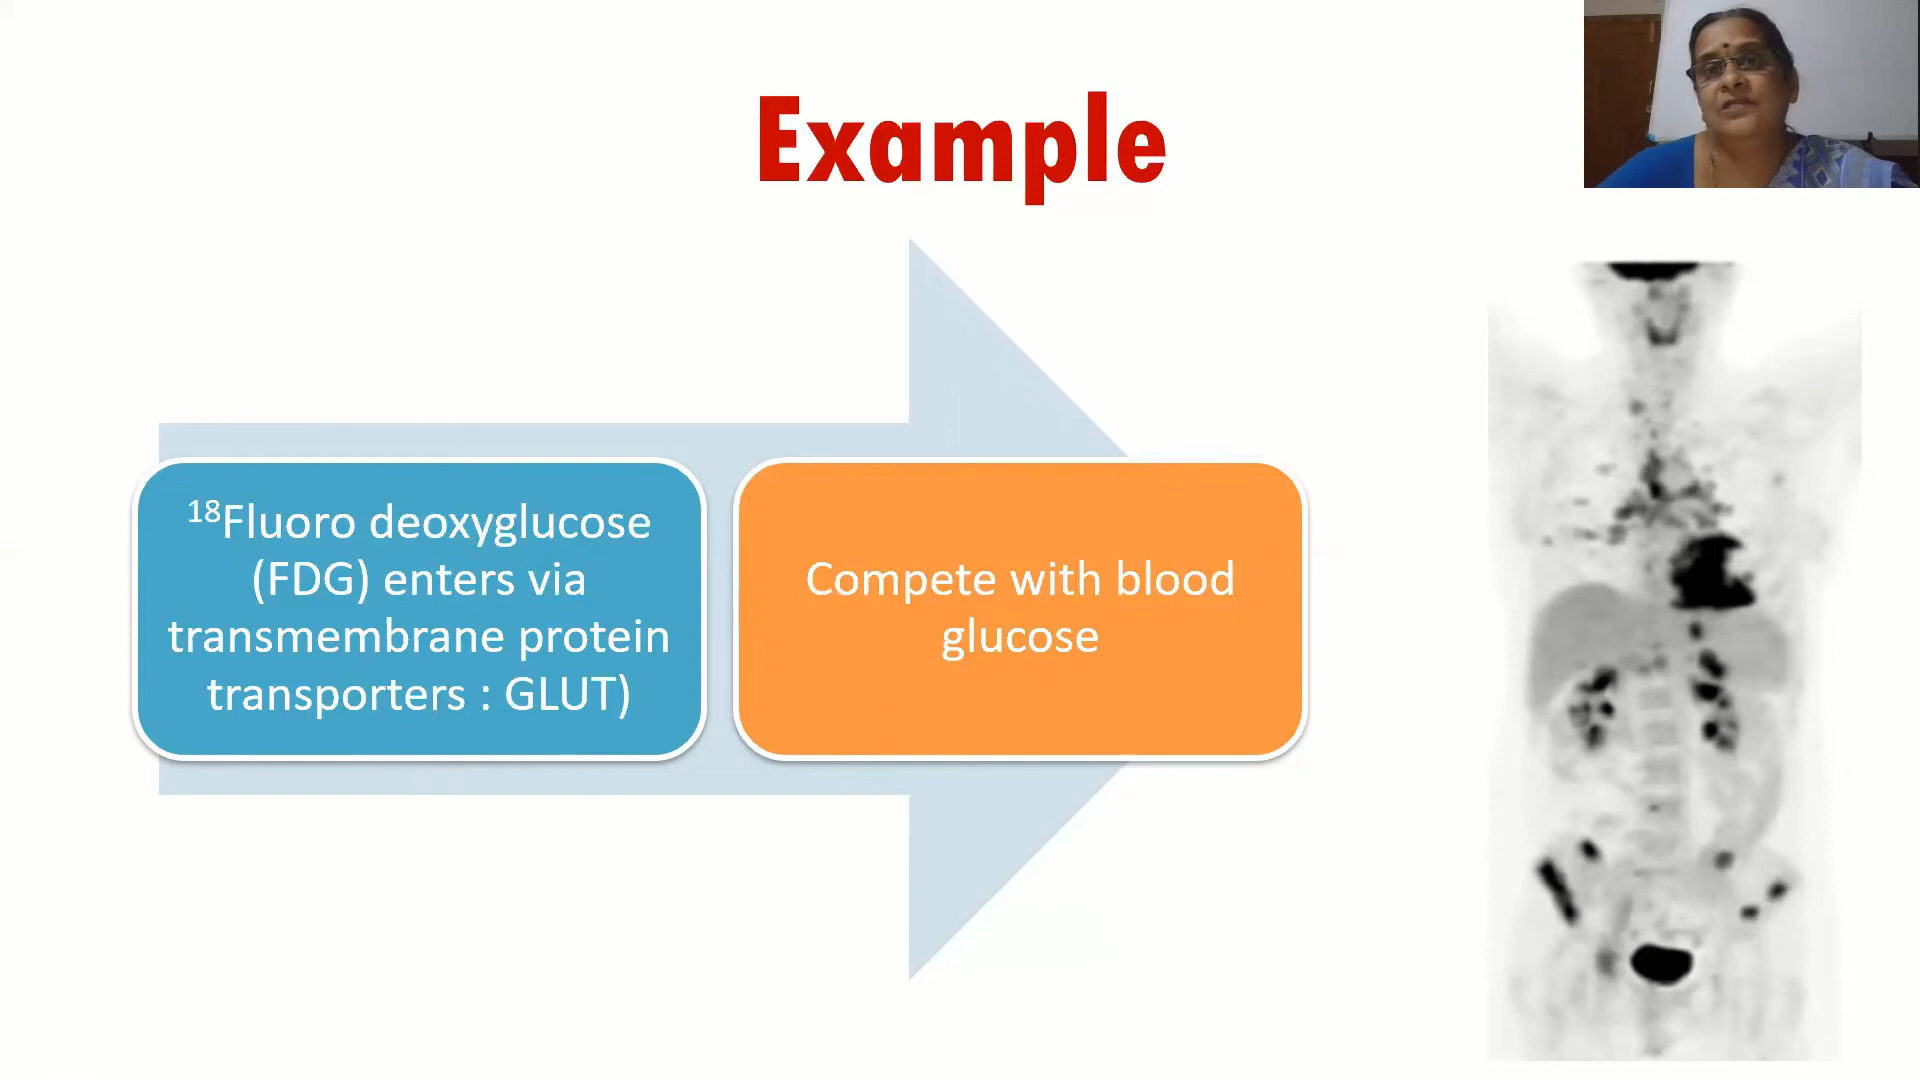 Example
18Fluoro deoxyglucose
(FDG) enters via
transmembrane protein
transporters : GLUT)
Compete with blood
glucose